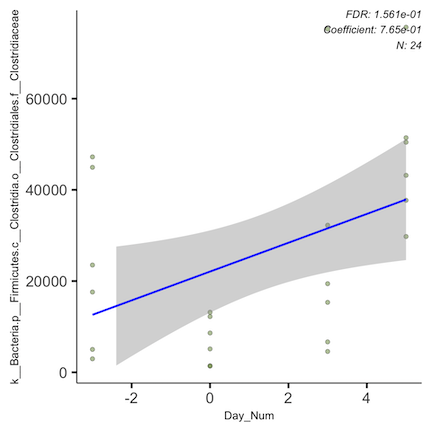 FDR: 1.561e-01
Coefficient: 7.65e-01
N: 24
k__Bacteria.p__Firmicutes.c__Clostridia.o__Clostridiales.f__Clostridiaceae
60000
40000
20000
0
-2
0
2
4
Day_Num